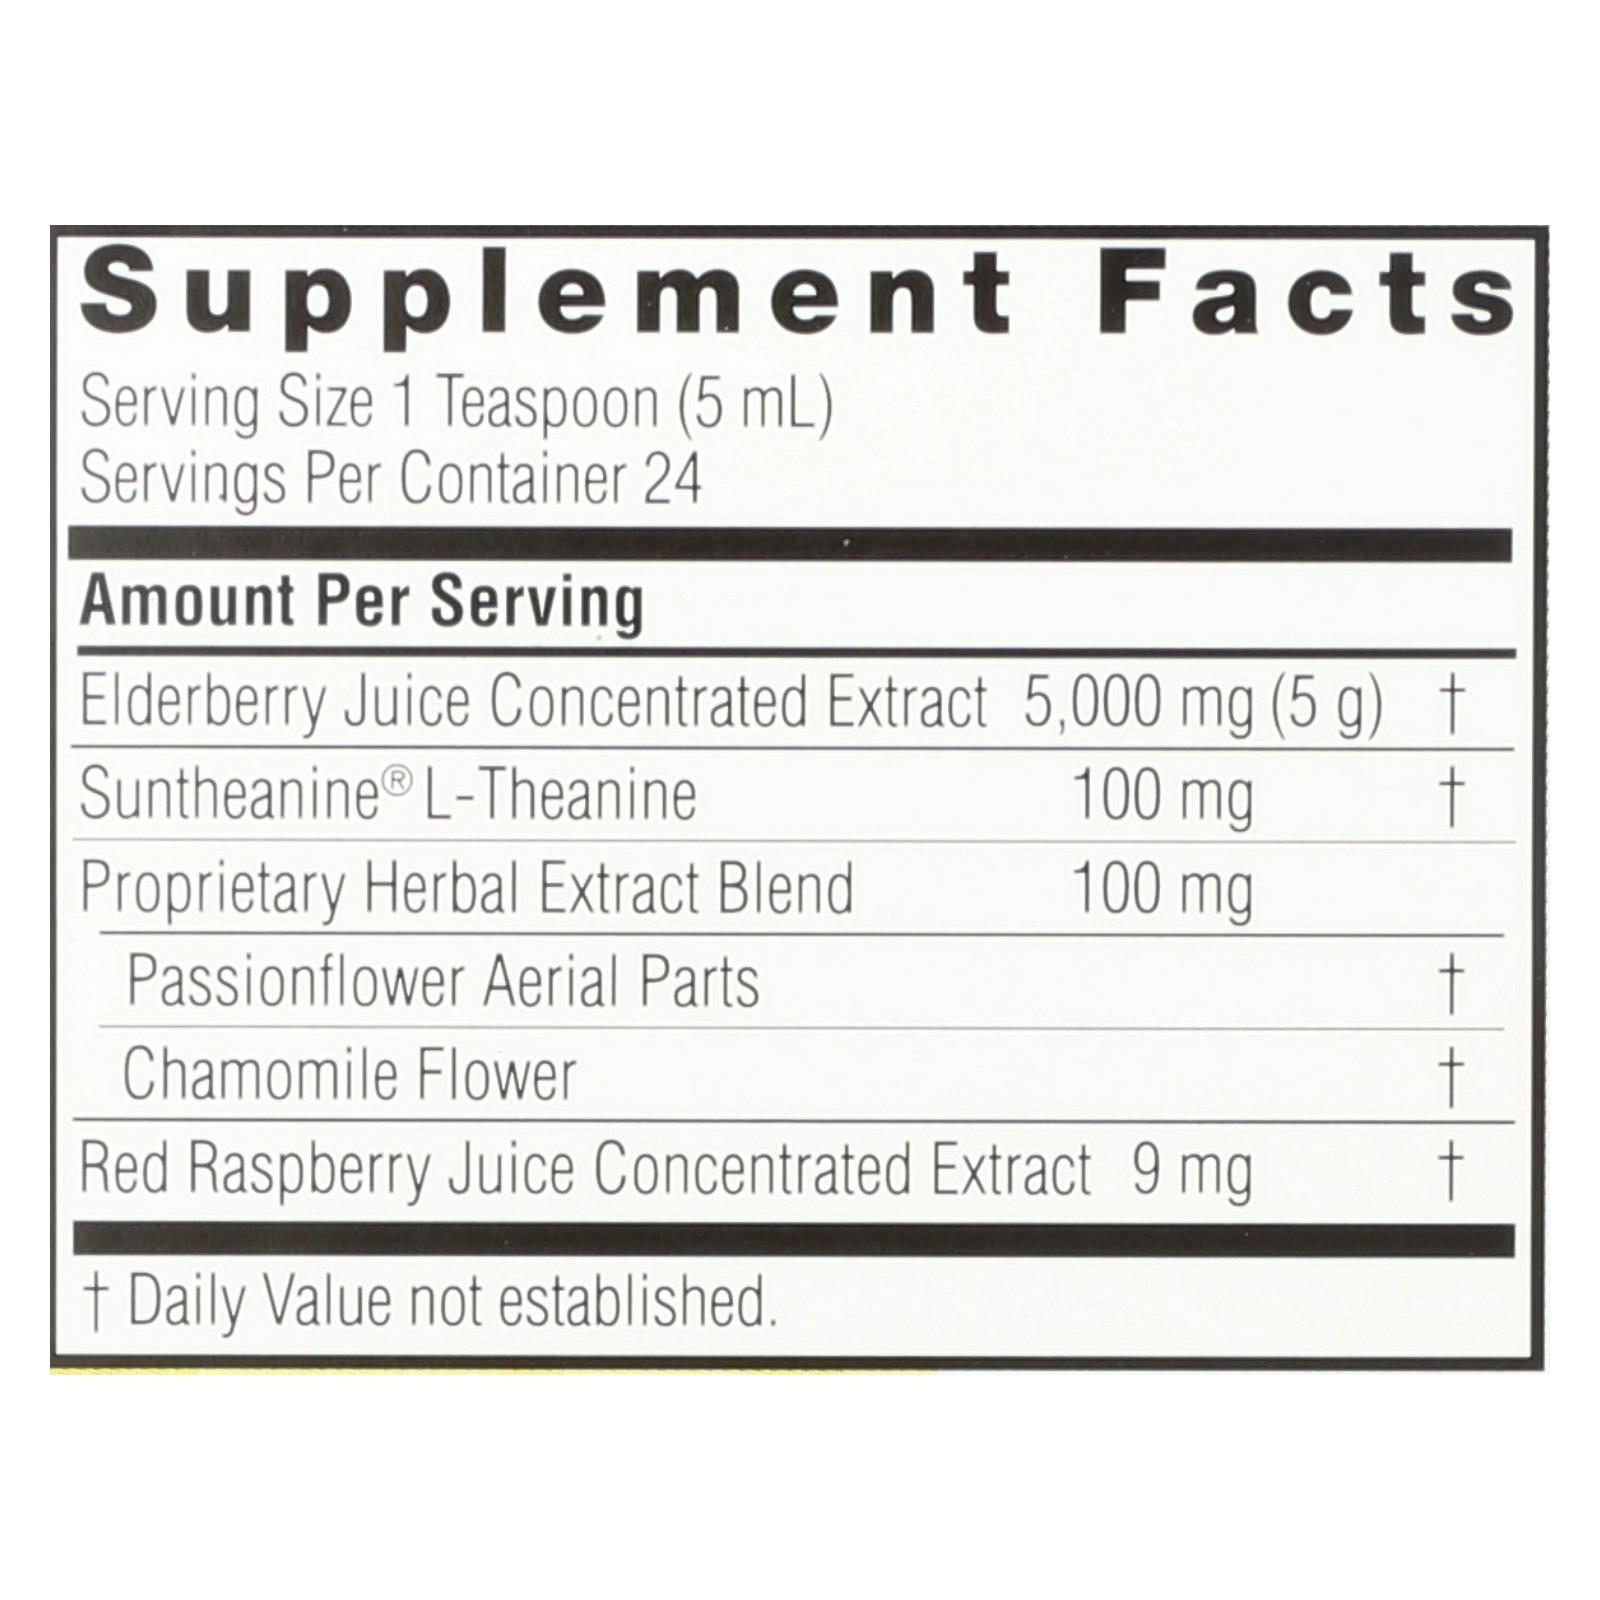 Supplement Facts
Serving Size 1 Teaspoon (5 mL)
Servings Per Container 24
Amount Per Serving
Elderberry Juice Concentrated Extract 5,000 mg (5 g) †
Suntheanine® L-Theanine 100 mg †
Proprietary Herbal Extract Blend 100 mg
Passionflower Aerial Parts †
Chamomile Flower †
Red Raspberry Juice Concentrated Extract 9 mg †
† Daily Value not established.